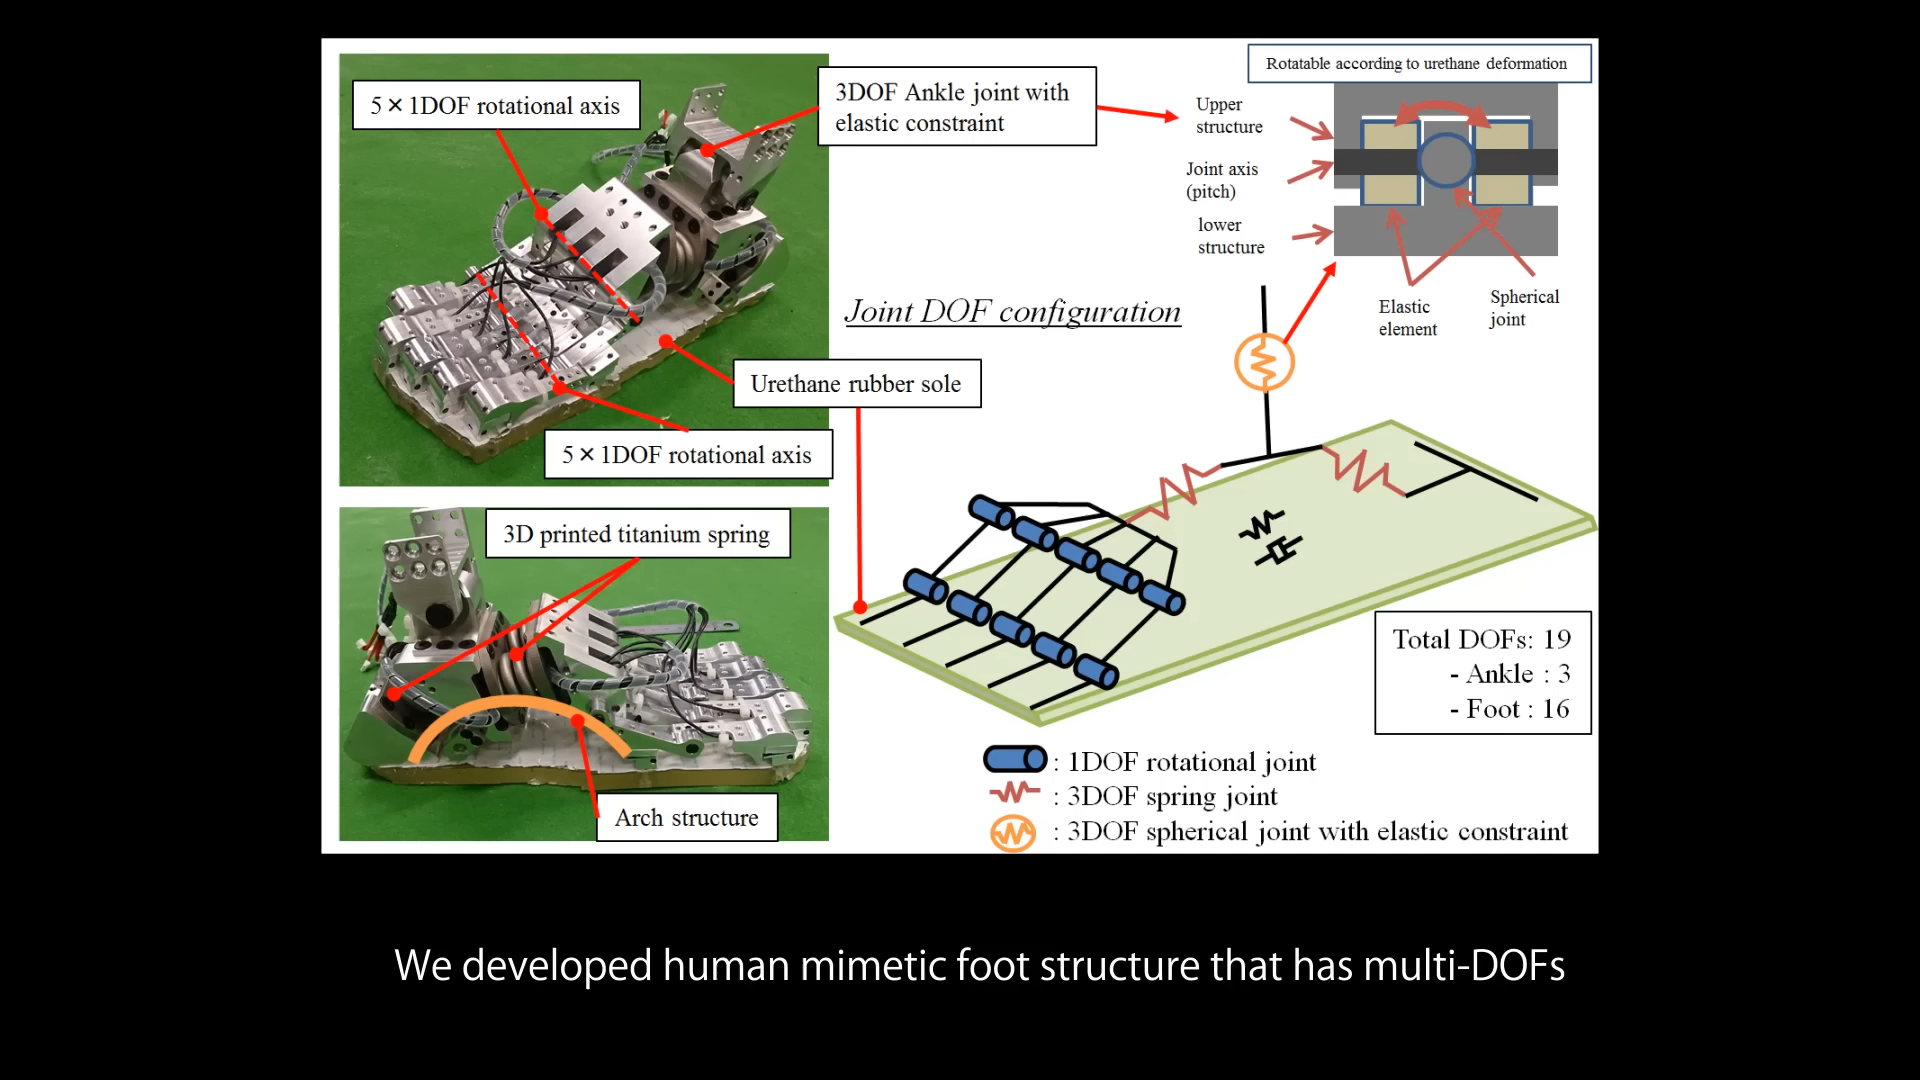 5×1DOF rotational axis
3DOF Ankle joint with
elastic constraint
Rotatable according to urethane deformation
Upper
structure
Joint axis
(pitch)
lower
structure
Elastic
element
Spherical
joint
Joint DOF configuration
Urethane rubber sole
5×1DOF rotational axis
3D printed titanium spring
Arch structure
Total DOFs: 19
- Ankle : 3
- Foot : 16
: 1DOF rotational joint
: 3DOF spring joint
: 3DOF spherical joint with elastic constraint
We developed human mimetic foot structure that has multi-DOFs